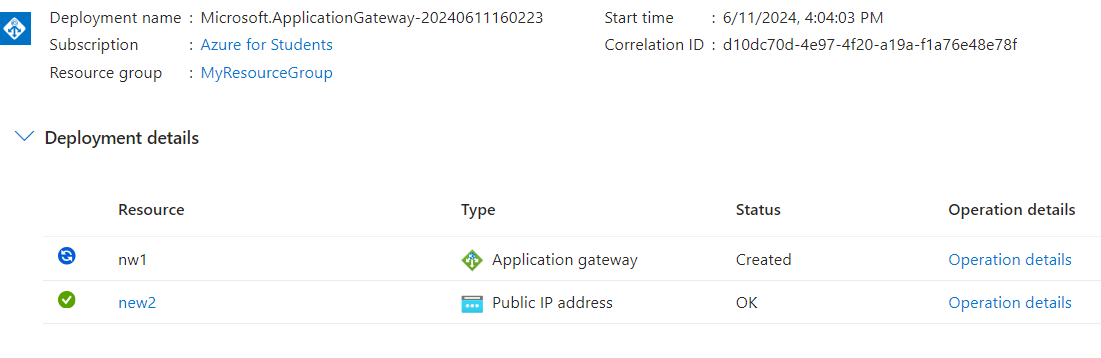 Deployment name : Microsoft.ApplicationGateway-20240611160223 Start time : 6/11/2024, 4:04:03 PM
Subscription : Azure for Students Correlation ID : d10dc70d-4e97-4f20-a19a-f1a76e48e78f
Resource group : MyResourceGroup
Deployment details
Resource Type Status Operation details
nw1 Application gateway Created Operation details
new2 Public IP address OK Operation details